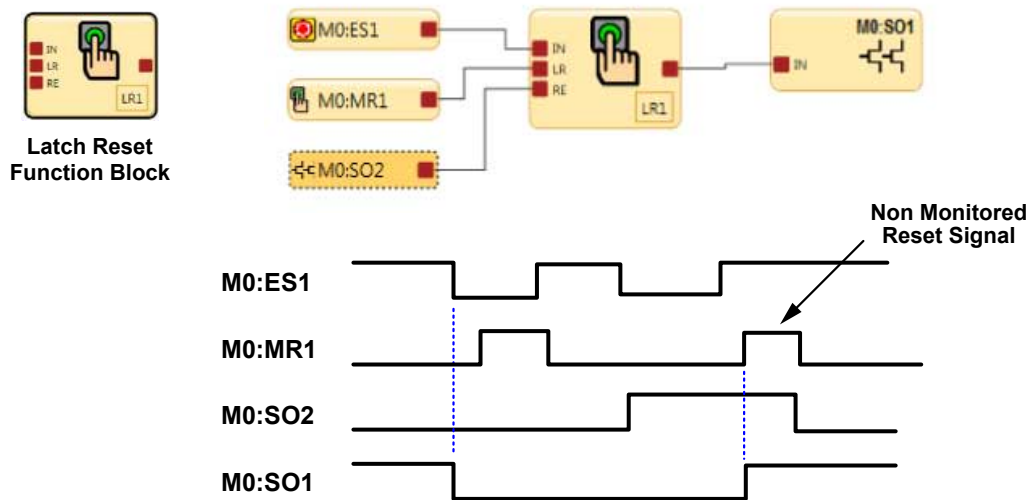 IN
LR
RE
LR1
Latch Reset
Function Block
M0:ES1
M0:MR1
M0:SO2
IN
LR
RE
LR1
M0:SO1
IN
Non Monitored
Reset Signal
M0:ES1
M0:MR1
M0:SO2
M0:SO1